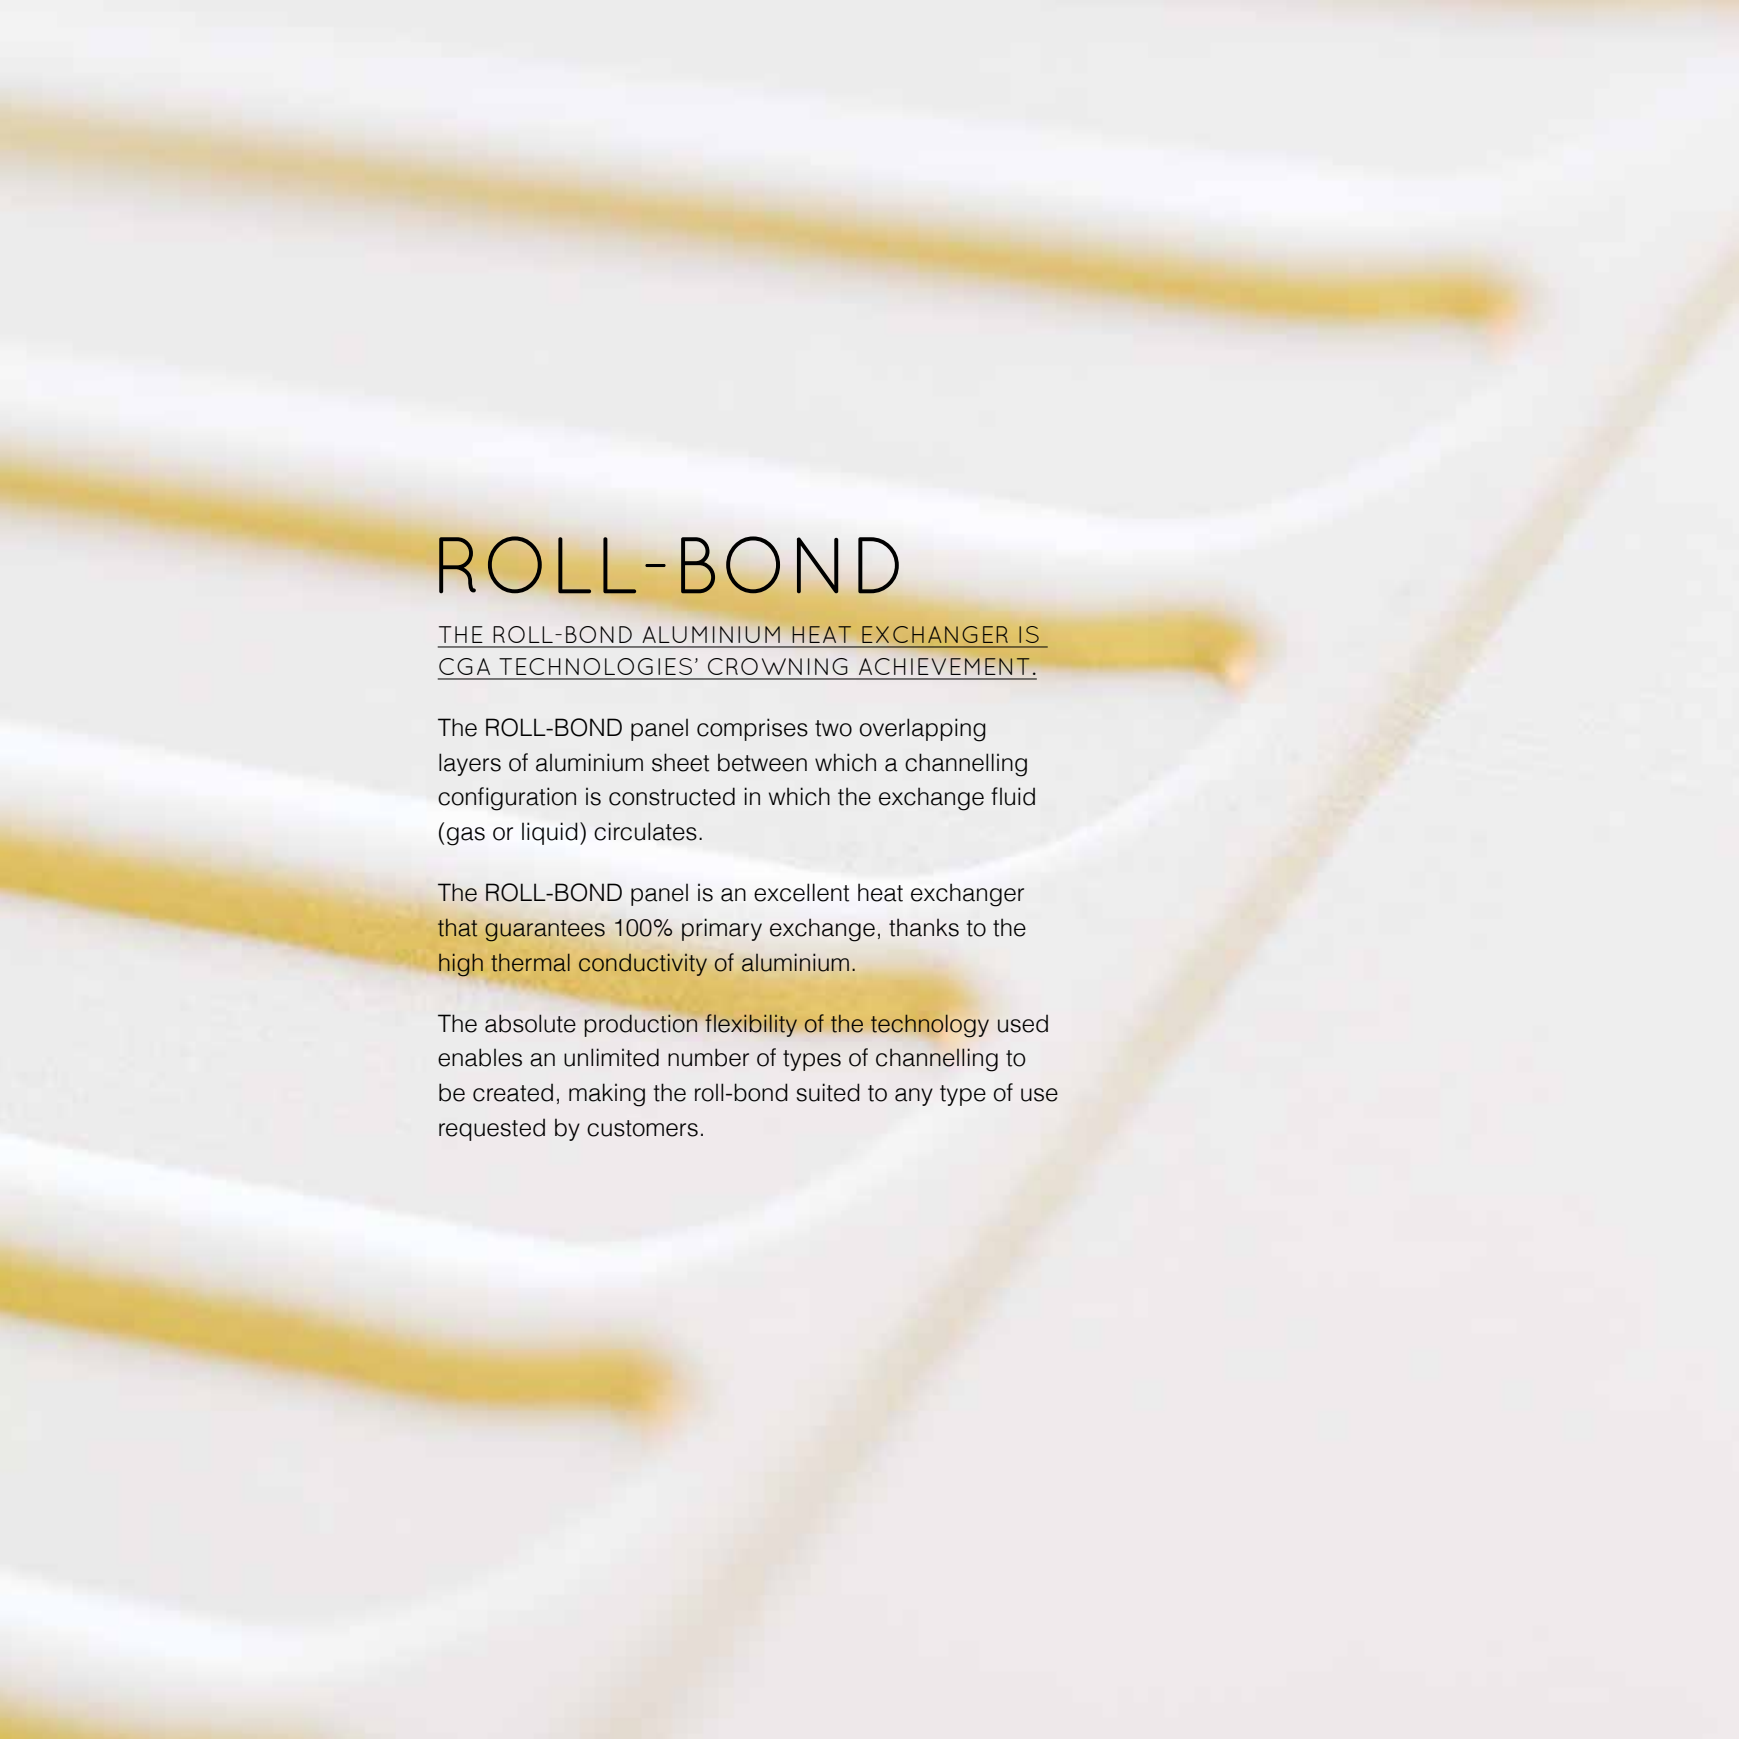 ROLL-BOND
THE ROLL-BOND ALUMINIUM HEAT EXCHANGER IS
CGA TECHNOLOGIES’ CROWNING ACHIEVEMENT.
The ROLL-BOND panel comprises two overlapping
layers of aluminium sheet between which a channelling
configuration is constructed in which the exchange fluid
(gas or liquid) circulates.
The ROLL-BOND panel is an excellent heat exchanger
that guarantees 100% primary exchange, thanks to the
high thermal conductivity of aluminium.
The absolute production flexibility of the technology used
enables an unlimited number of types of channelling to
be created, making the roll-bond suited to any type of use
requested by customers.